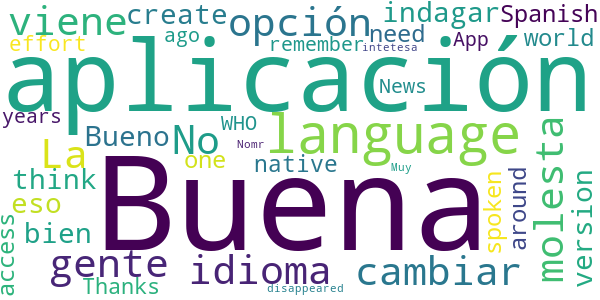 viene
create
opción
indagar
Spanish
effort
ago
remember
need
App
world
intetesa
aplicación
years
News
Bueno
No
WHO
language
Nomr
La
one
native
Muy
Buena
think
eso
bien
molesta
version
spoken
around
access
gente
idioma
cambiar
Thanks
disappeared